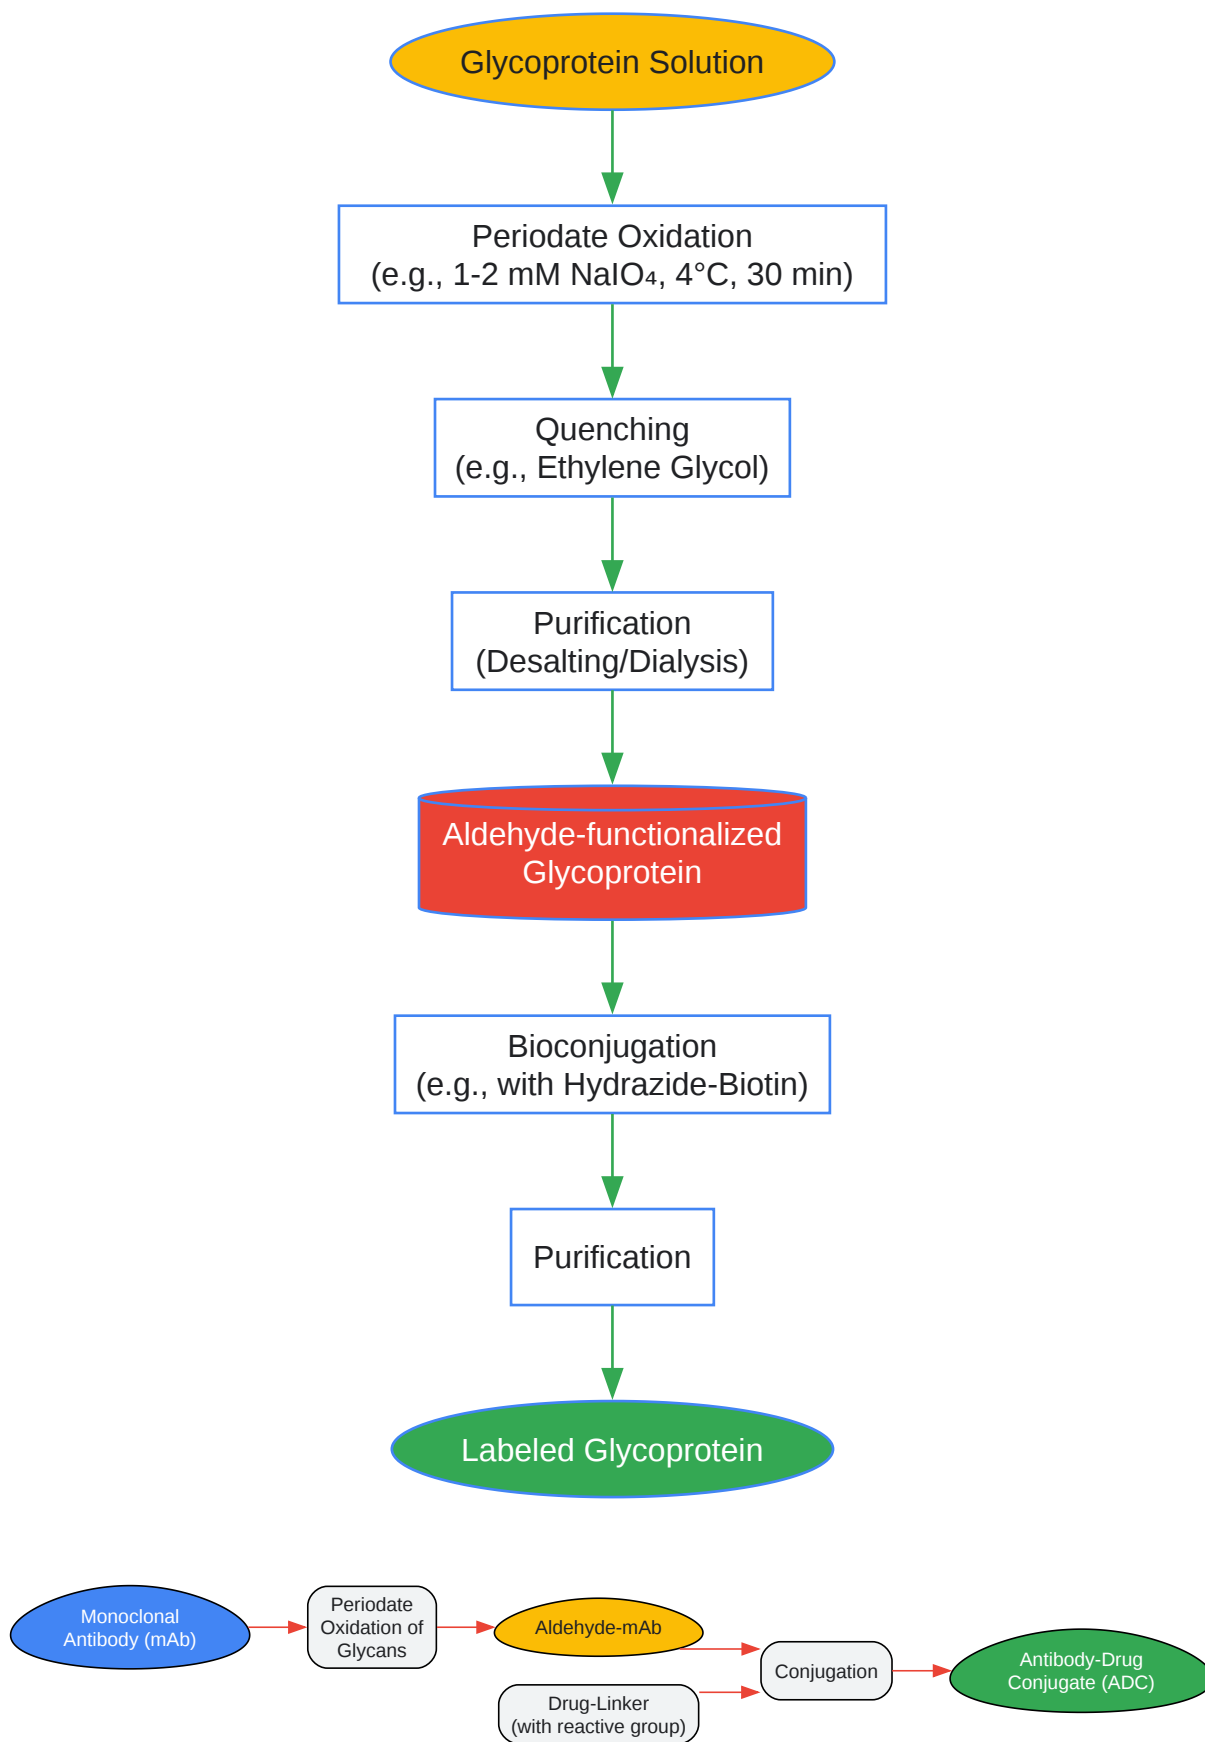 Glycoprotein Solution
Periodate Oxidation
(e.g., 1-2 mM NaIO₄, 4°C, 30 min)
Quenching
(e.g., Ethylene Glycol)
Purification
(Desalting/Dialysis)
Aldehyde-functionalized
Glycoprotein
Bioconjugation
(e.g., with Hydrazide-Biotin)
Purification
Labeled Glycoprotein
Monoclonal
Antibody (mAb)
Periodate
Oxidation of
Glycans
Aldehyde-mAb
Drug-Linker
(with reactive group)
Conjugation
Antibody-Drug
Conjugate (ADC)